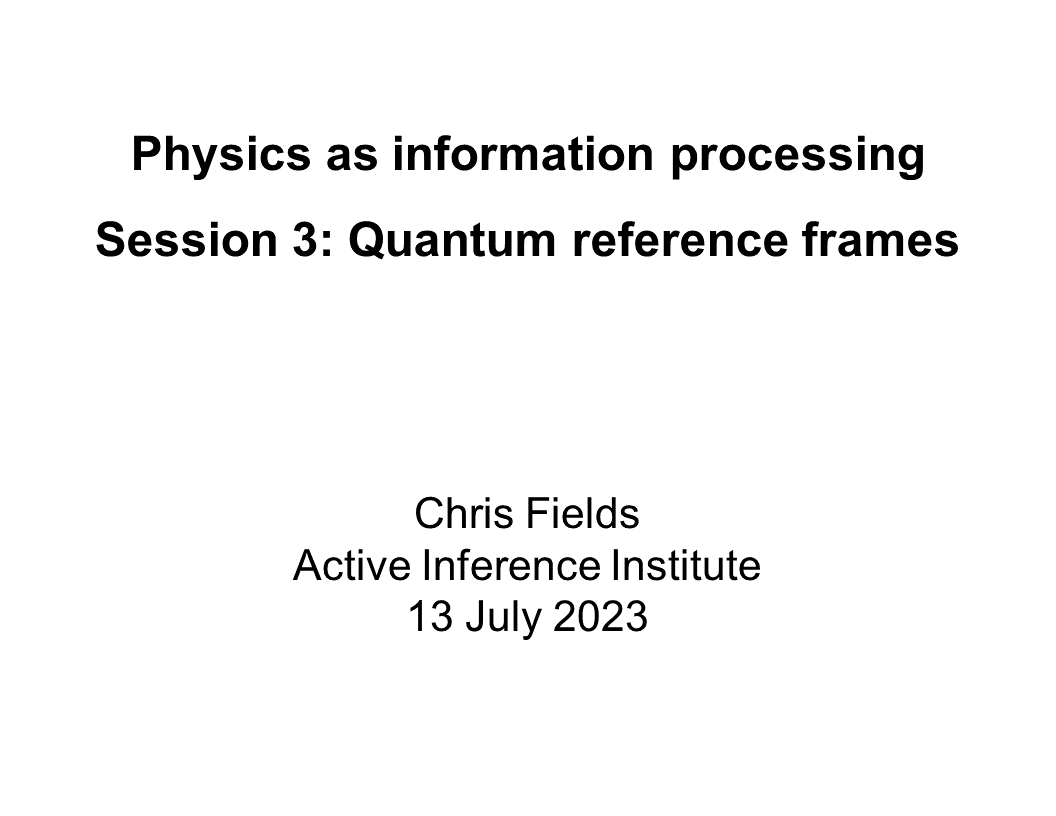 Physics as information processing
Session 3: Quantum reference frames
Chris Fields
Active Inference Institute
13 July 2023